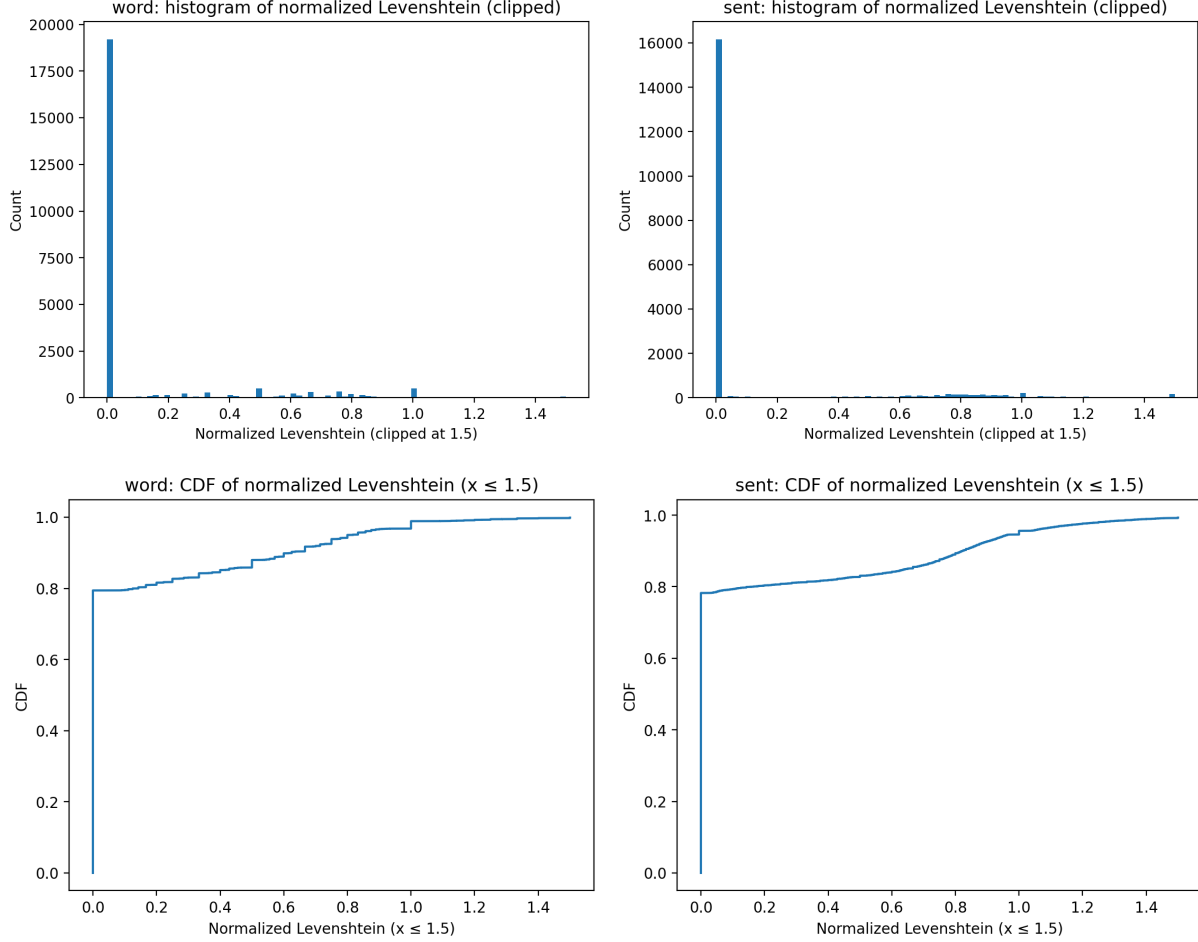 word: histogram of normalized Levenshtein (clipped)
20000
17500
15000
12500
10000
7500
5000
2500
0
Count
0.0 0.2 0.4 0.6 0.8 1.0 1.2 1.4
Normalized Levenshtein (clipped at 1.5)
sent: histogram of normalized Levenshtein (clipped)
16000
14000
12000
10000
8000
6000
4000
2000
0
Count
0.0 0.2 0.4 0.6 0.8 1.0 1.2 1.4
Normalized Levenshtein (clipped at 1.5)
word: CDF of normalized Levenshtein (x ≤ 1.5)
1.0
0.8
0.6
0.4
0.2
0.0
CDF
0.0 0.2 0.4 0.6 0.8 1.0 1.2 1.4
Normalized Levenshtein (x ≤ 1.5)
sent: CDF of normalized Levenshtein (x ≤ 1.5)
1.0
0.8
0.6
0.4
0.2
0.0
CDF
0.0 0.2 0.4 0.6 0.8 1.0 1.2 1.4
Normalized Levenshtein (x ≤ 1.5)